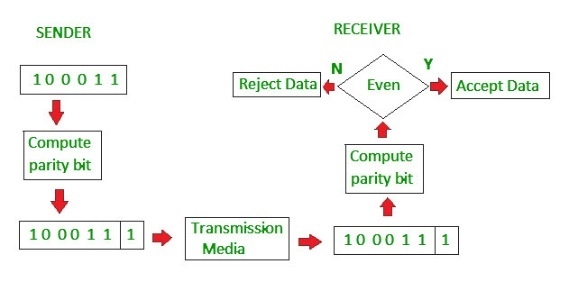 SENDER
RECEIVER
1 0 0 0 1 1
Compute
parity bit
1 0 0 0 1 1 1
Transmission
Media
1 0 0 0 1 1 1
Compute
parity bit
Even
N
Y
Reject Data
Accept Data